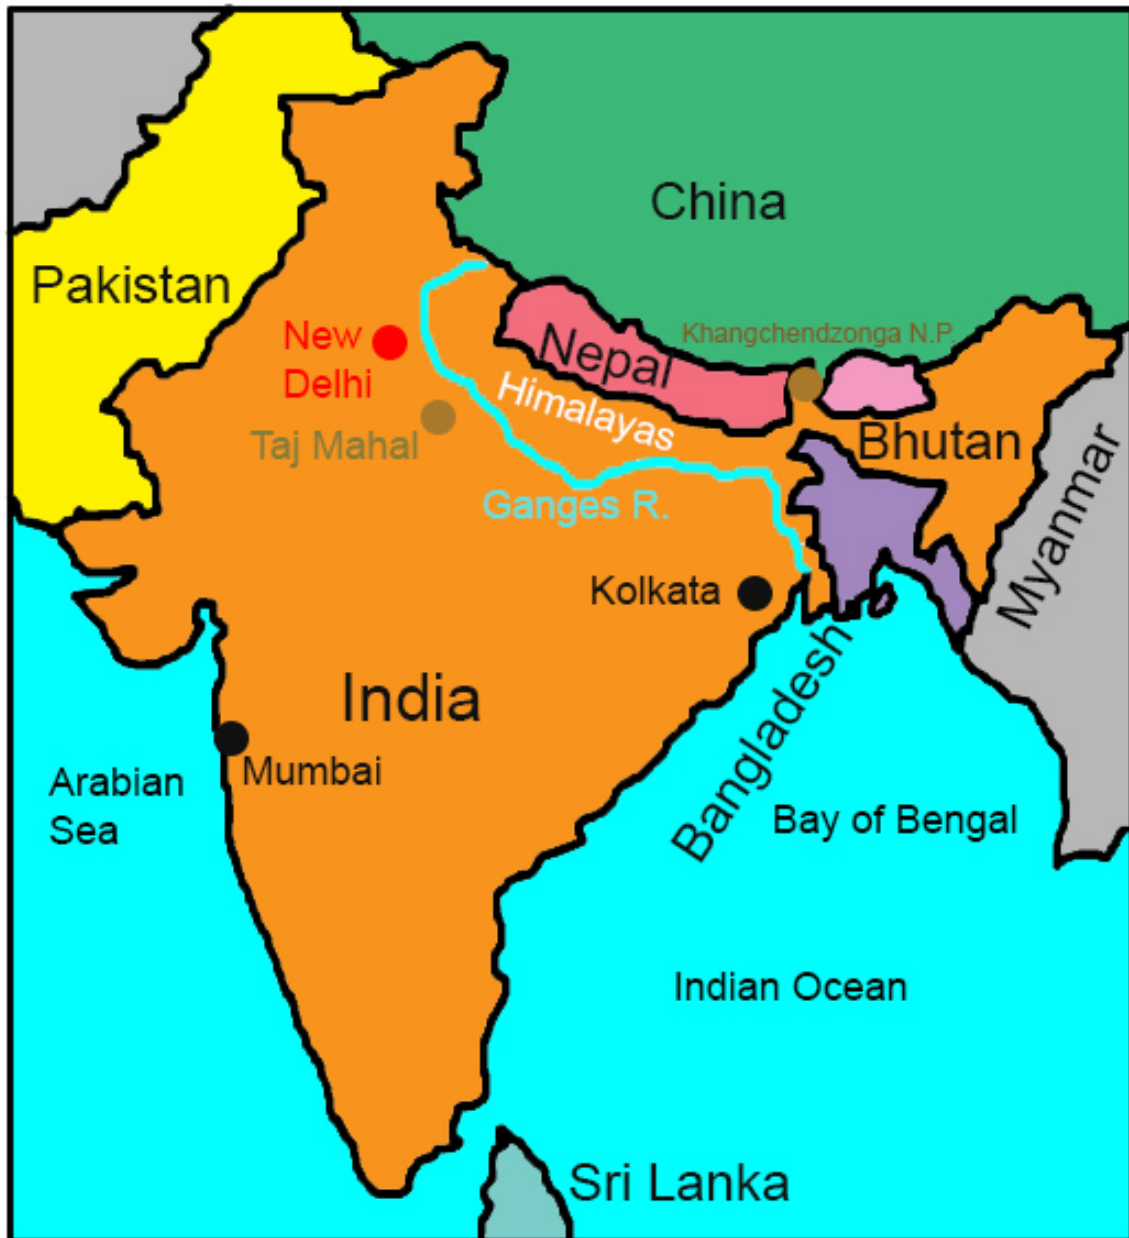 China
Pakistan
New
Delhi
Khangchendzonga N.P.
Nepal
Himalayas
Taj Mahal
Bhutan
Ganges R.
Myanmar
Kolkata
India
Bangladesh
Mumbai
Arabian
Sea
Bay of Bengal
Indian Ocean
Sri Lanka